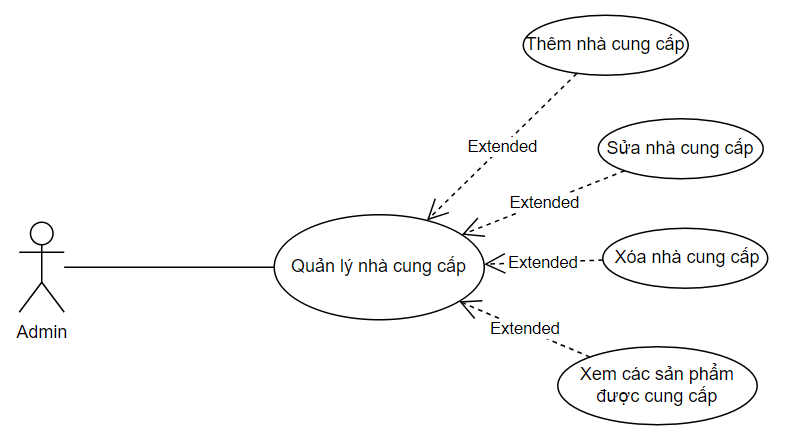 Thêm nhà cung cấp
Extended
Sửa nhà cung cấp
Extended
Quản lý nhà cung cấp
Extended
Xóa nhà cung cấp
Extended
Admin
Xem các sản phẩm
được cung cấp